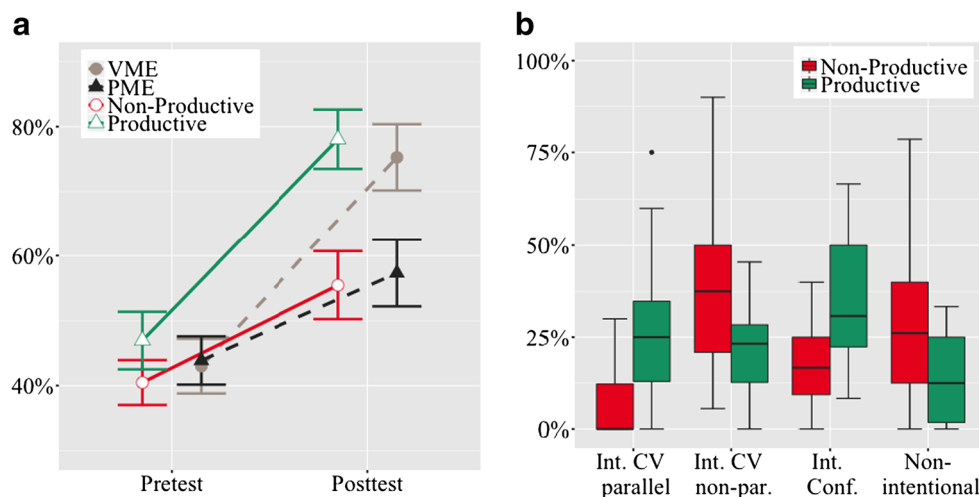 a
VME
PME
Non-Productive
Productive
80%
60%
40%
Pretest
Posttest
b
Non-Productive
Productive
100%
75%
50%
25%
0%
Int. CV
parallel
Int. CV
non-par.
Int.
Conf.
Non-
intentional